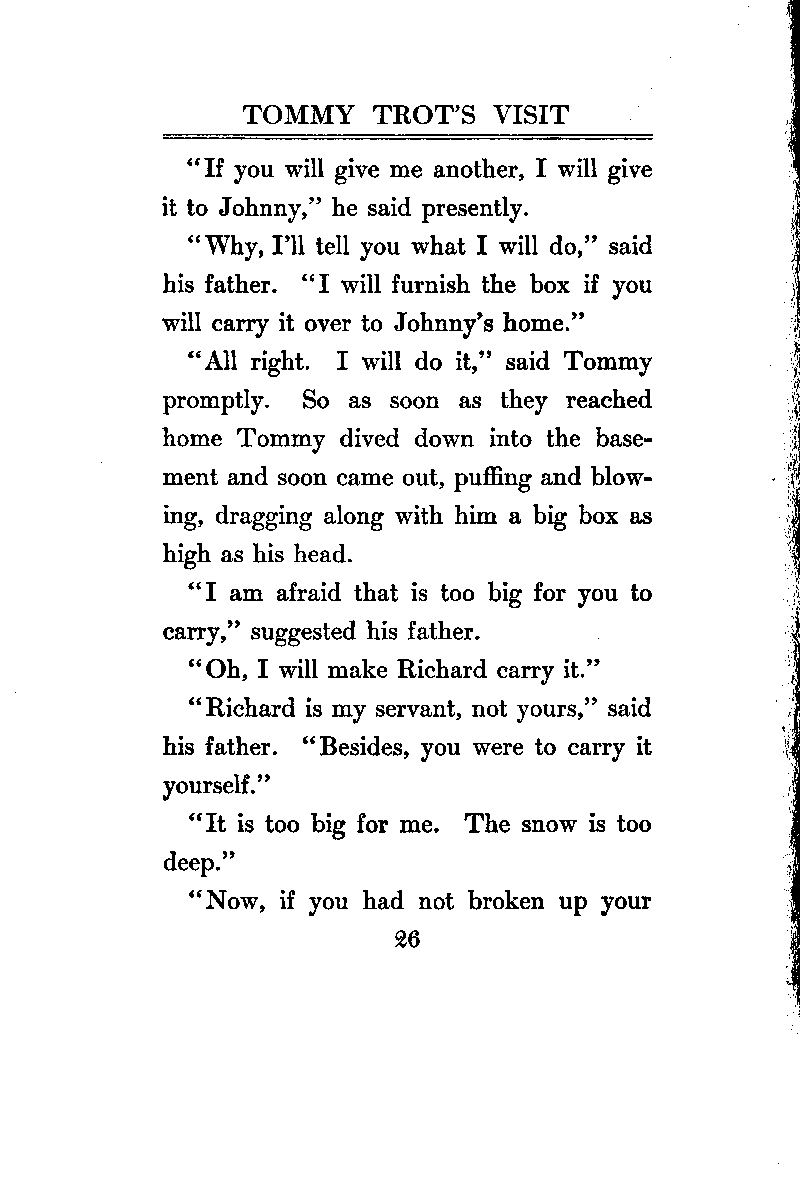 TOMMY TROT'S VISIT
“If you will give me another, I will give
it to Johnny,” he said presently.
“Why, I'll tell you what I will do,” said
his father. “I will furnish the box if you
will carry it over to Johnny's home.”
“All right. I will do it,” said Tommy
promptly. So as soon as they reached
home Tommy dived down into the base-
ment and soon came out, puffing and blow-
ing, dragging along with him a big box as
high as his head.
“I am afraid that is too big for you to
carry,” suggested his father.
“Oh, I will make Richard carry it.”
“Richard is my servant, not yours,” said
his father. “Besides, you were to carry it
yourself.”
“It is too big for me. The snow is too
deep.”
“Now, if you had not broken up your
26